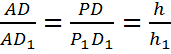 AD/AD₁ = PD/P₁D₁ = h/h₁